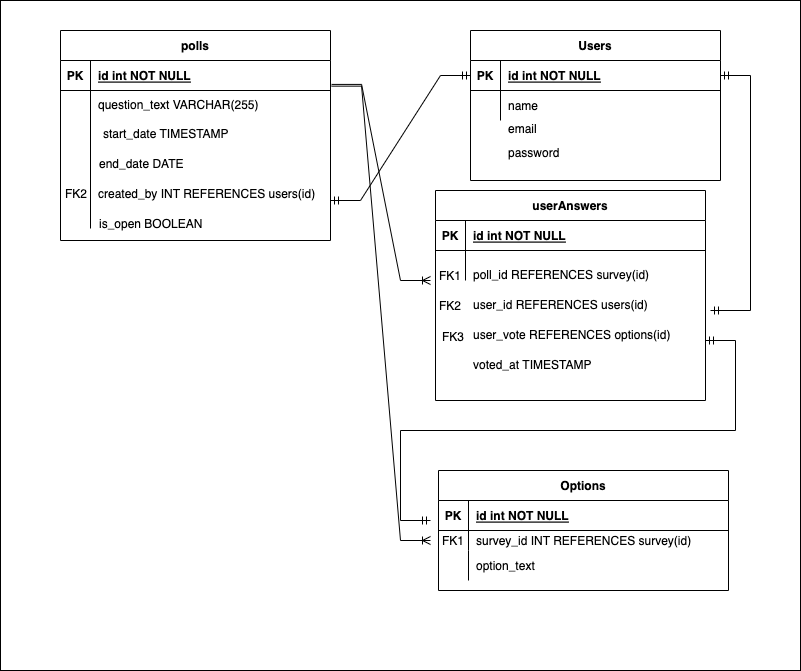 polls
PK id int NOT NULL
question_text VARCHAR(255)
start_date TIMESTAMP
end_date DATE
FK2 created_by INT REFERENCES users(id)
is_open BOOLEAN
Users
PK id int NOT NULL
name
email
password
userAnswers
PK id int NOT NULL
FK1 poll_id REFERENCES survey(id)
FK2 user_id REFERENCES users(id)
FK3 user_vote REFERENCES options(id)
voted_at TIMESTAMP
Options
PK id int NOT NULL
FK1 survey_id INT REFERENCES survey(id)
option_text